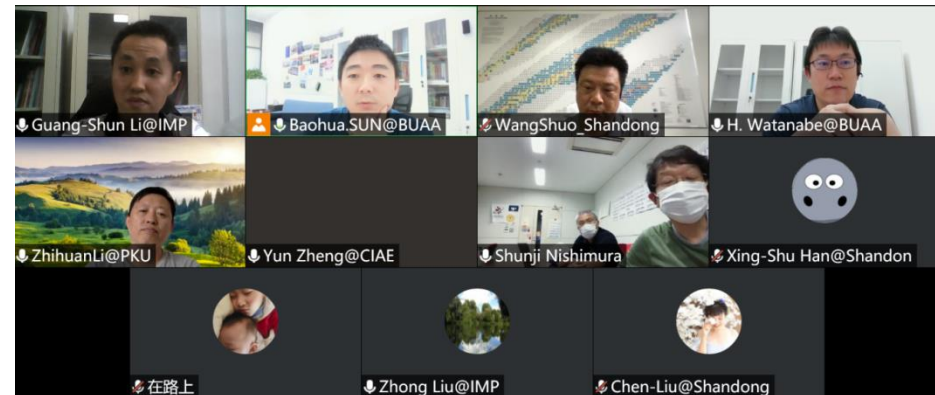 Guang-Shun Li@IMP
Baohua.SUN@BUAA
WangShuo_Shandong
H. Watanabe@BUAA
ZhihuanLi@PKU
Yun Zheng@CIAE
Shunji Nishimura
Xing-Shu Han@Shandon
在路上
Zhong Liu@IMP
Chen-Liu@Shandong